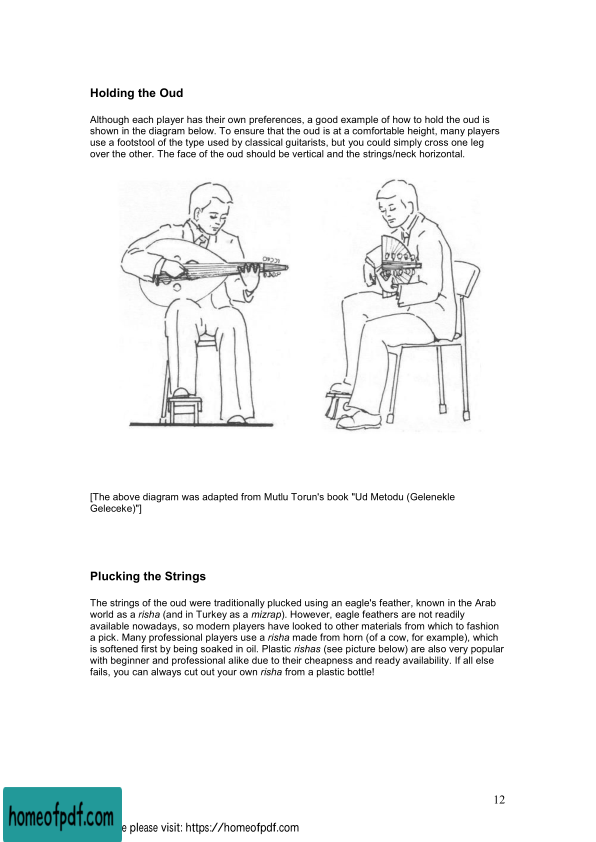 Holding the Oud
Although each player has their own preferences, a good example of how to hold the oud is
shown in the diagram below. To ensure that the oud is at a comfortable height, many players
use a footstool of the type used by classical guitarists, but you could simply cross one leg
over the other. The face of the oud should be vertical and the strings/neck horizontal.
[The above diagram was adapted from Mutlu Torun's book "Ud Metodu (Gelenekle
Geleceke)"]
Plucking the Strings
The strings of the oud were traditionally plucked using an eagle's feather, known in the Arab
world as a risha (and in Turkey as a mizrap). However, eagle feathers are not readily
available nowadays, so modern players have looked to other materials from which to fashion
a pick. Many professional players use a risha made from horn (of a cow, for example), which
is softened first by being soaked in oil. Plastic rishas (see picture below) are also very popular
with beginner and professional alike due to their cheapness and ready availability. If all else
fails, you can always cut out your own risha from a plastic bottle!
12
homeofpdf.com
e please visit: https://homeofpdf.com